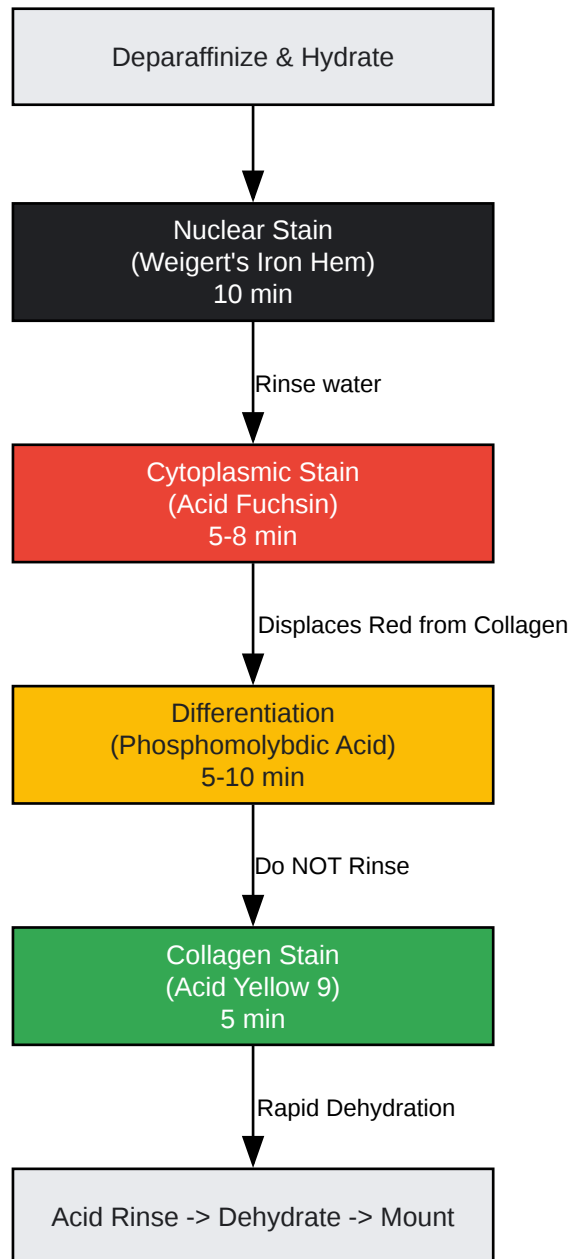 Deparaffinize & Hydrate
Nuclear Stain
(Weigert's Iron Hem)
10 min
Rinse water
Cytoplasmic Stain
(Acid Fuchsin)
5-8 min
Displaces Red from Collagen
Differentiation
(Phosphomolybdic Acid)
5-10 min
Do NOT Rinse
Collagen Stain
(Acid Yellow 9)
5 min
Rapid Dehydration
Acid Rinse -> Dehydrate -> Mount